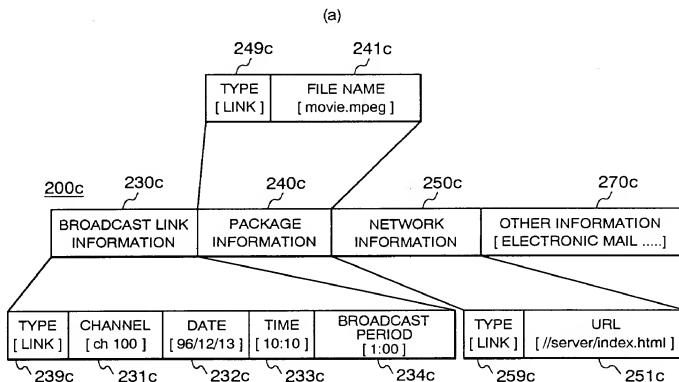 (a)
249c 241c
TYPE FILE NAME
[ LINK ] [ movie.mpeg ]
200c 230c 240c 250c 270c
BROADCAST LINK PACKAGE NETWORK OTHER INFORMATION
INFORMATION INFORMATION INFORMATION [ ELECTRONIC MAIL ..... ]
TYPE CHANNEL DATE TIME BROADCAST PERIOD TYPE URL
[ LINK ] [ ch 100 ] [ 96/12/13 ] [ 10:10 ] [ 1:00 ] [ LINK ] [ //server/index.html ]
239c 231c 232c 233c 234c 259c 251c